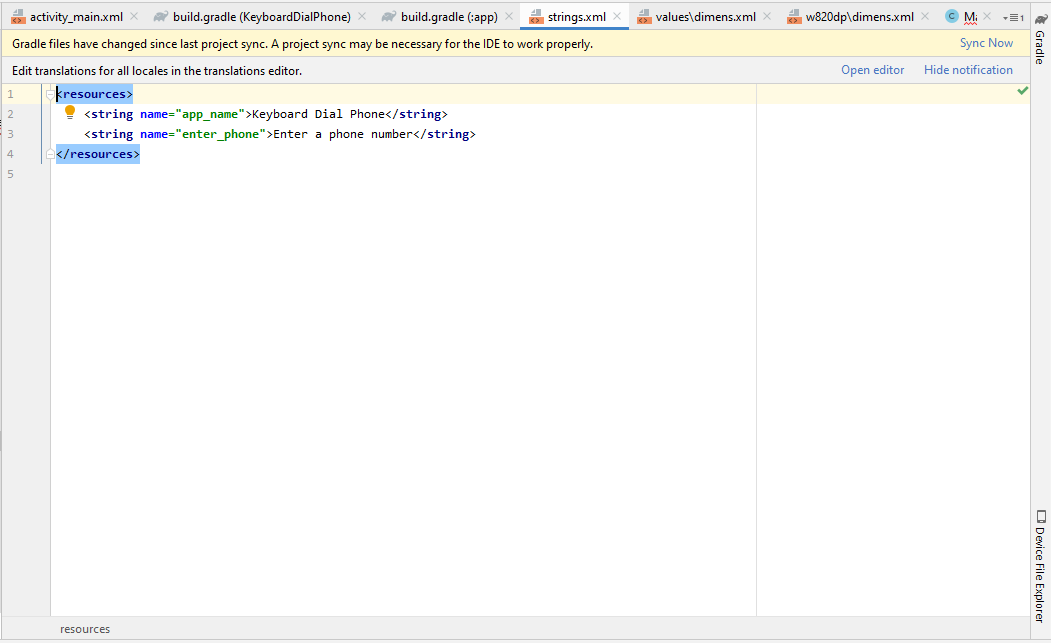 activity_main.xml build.gradle (KeyboardDialPhone) build.gradle (:app) strings.xml values\dimens.xml w820dp\dimens.xml
Gradle files have changed since last project sync. A project sync may be necessary for the IDE to work properly. Sync Now
Edit translations for all locales in the translations editor. Open editor Hide notification
1 <resources>
2 <string name="app_name">Keyboard Dial Phone</string>
3 <string name="enter_phone">Enter a phone number</string>
4 </resources>
5
resources
Gradle
Device File Explorer